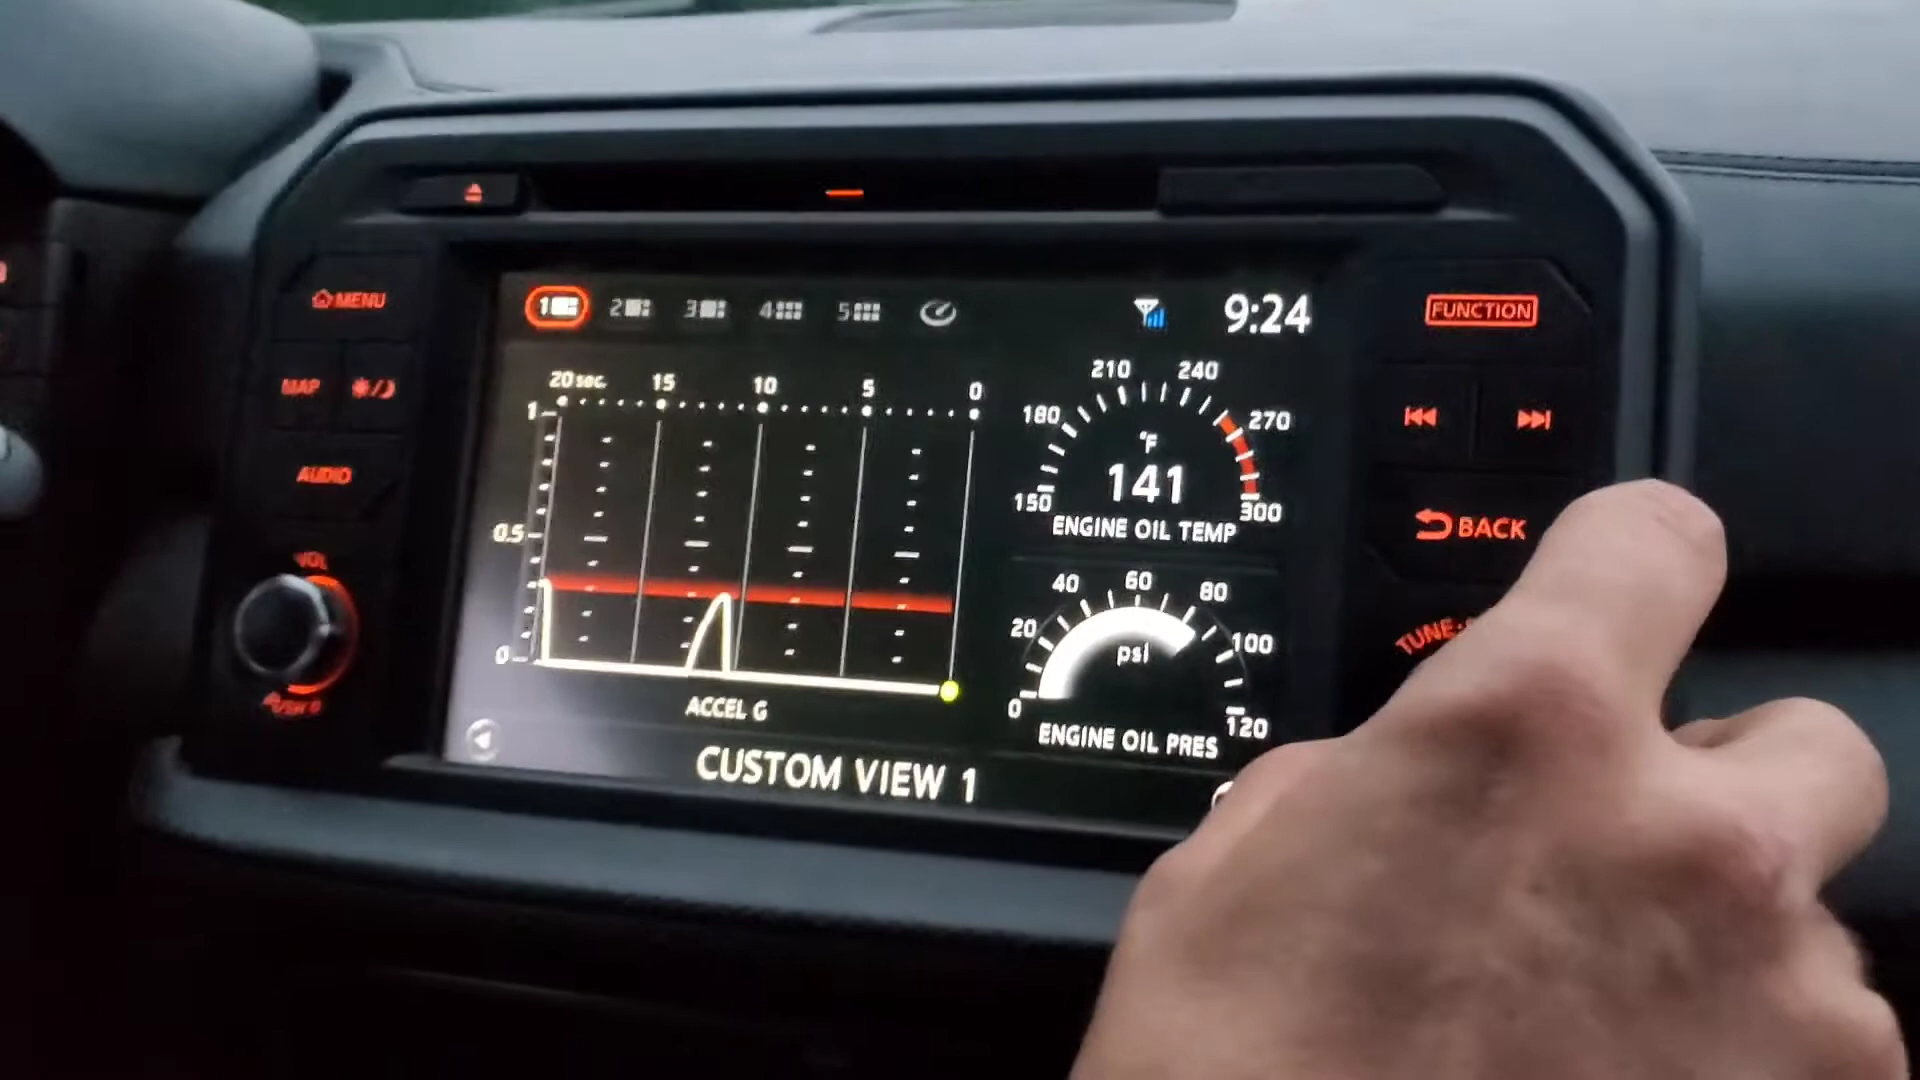 MENU
FUNCTION
1 2 3 4 5
9:24
MAP
AUDIO
VOL
BACK
20 sec. 15 10 5 0
1
0.5
0
ACCEL G
150 180 210 240 270 300
°F
141
ENGINE OIL TEMP
0 20 40 60 80 100 120
psi
ENGINE OIL PRES
CUSTOM VIEW 1